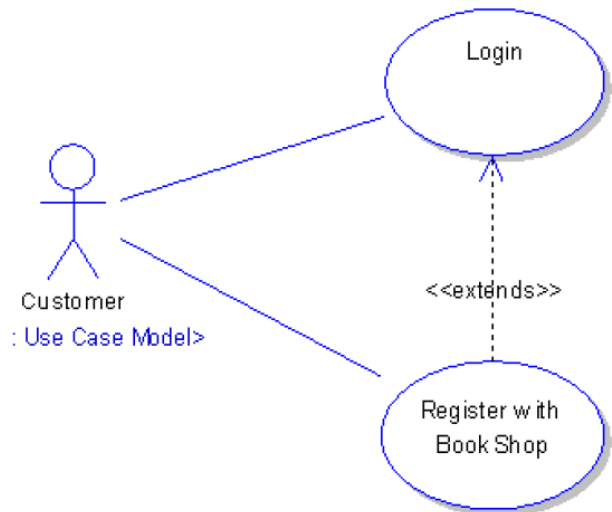 Login
Customer
: Use Case Model>
<<extends>>
Register with
Book Shop